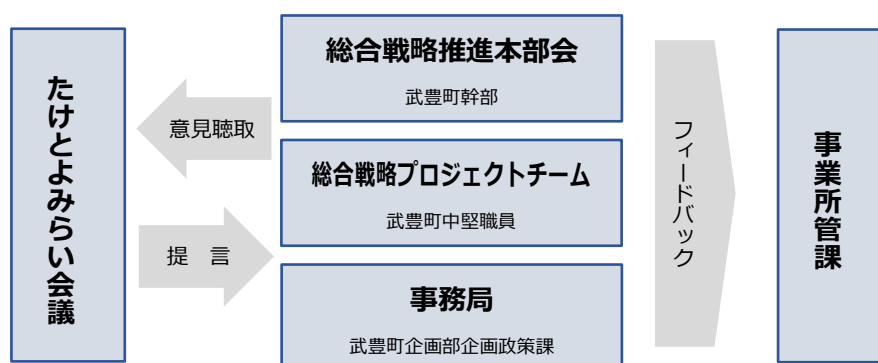 たけとよみらい会議
意見聴取
提　言
総合戦略推進本部会
武豊町幹部
総合戦略プロジェクトチーム
武豊町中堅職員
事務局
武豊町企画部企画政策課
フィードバック
事業所管課